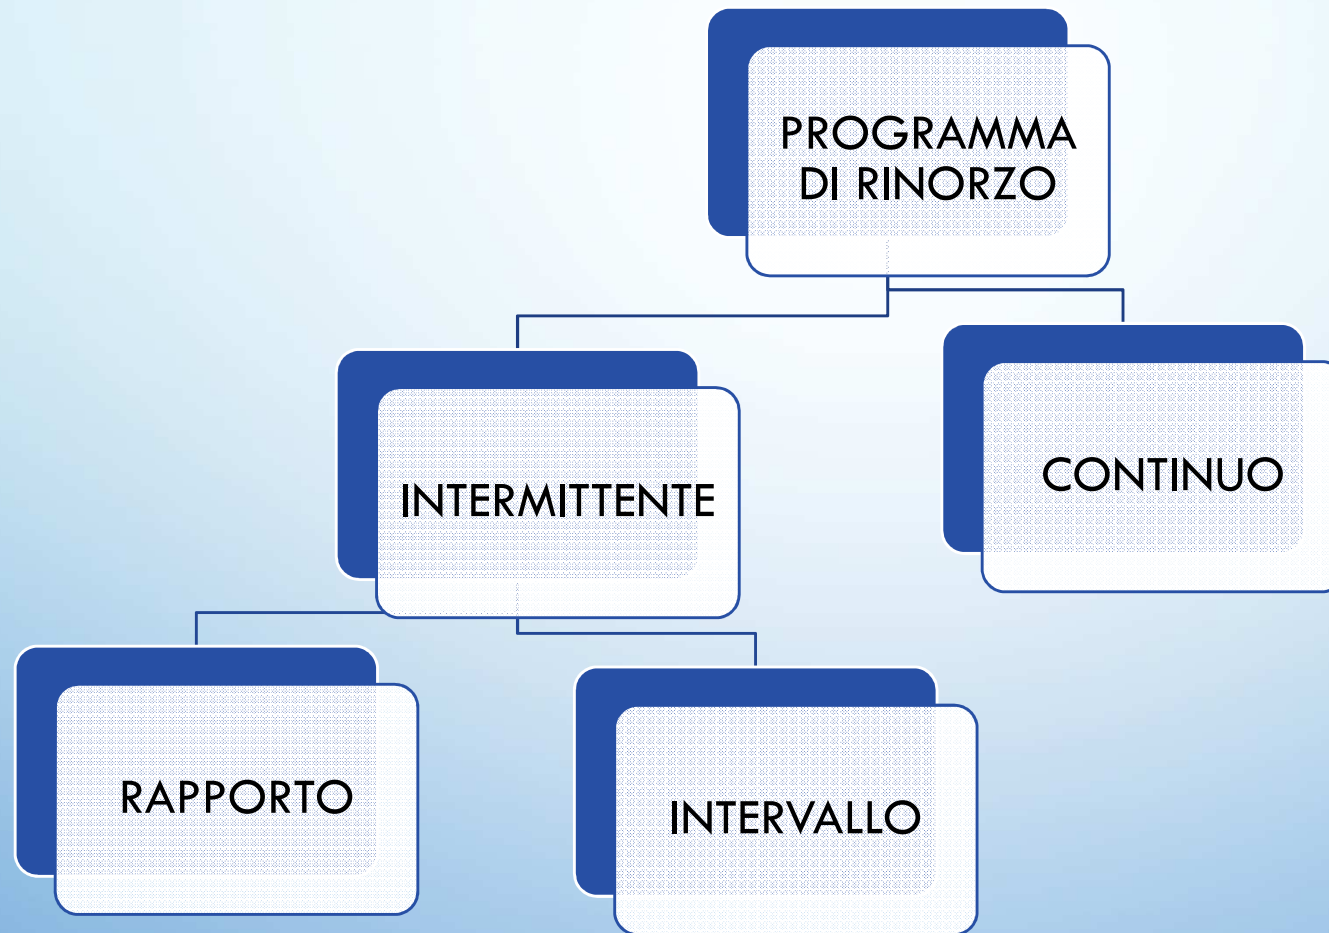 PROGRAMMA
DI RINORZO
INTERMITTENTE
CONTINUO
RAPPORTO
INTERVALLO